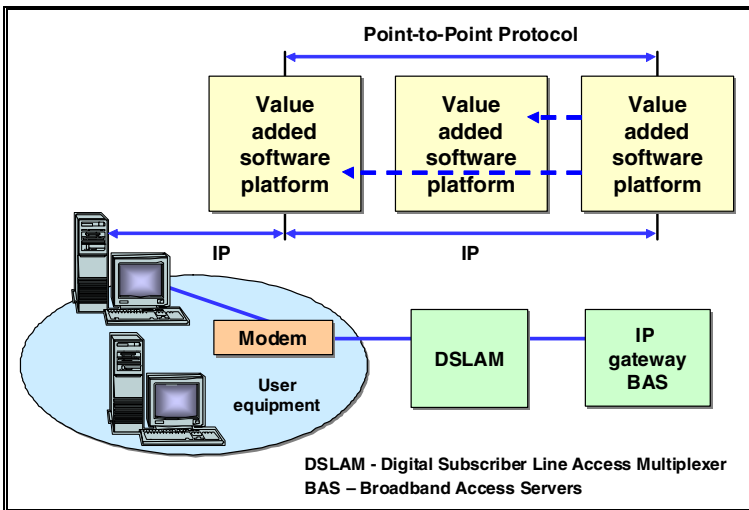 Point-to-Point Protocol
Value
added
software
platform
Value
added
software
platform
Value
added
software
platform
IP
IP
Modem
User
equipment
DSLAM
IP
gateway
BAS
DSLAM - Digital Subscriber Line Access Multiplexer
BAS – Broadband Access Servers